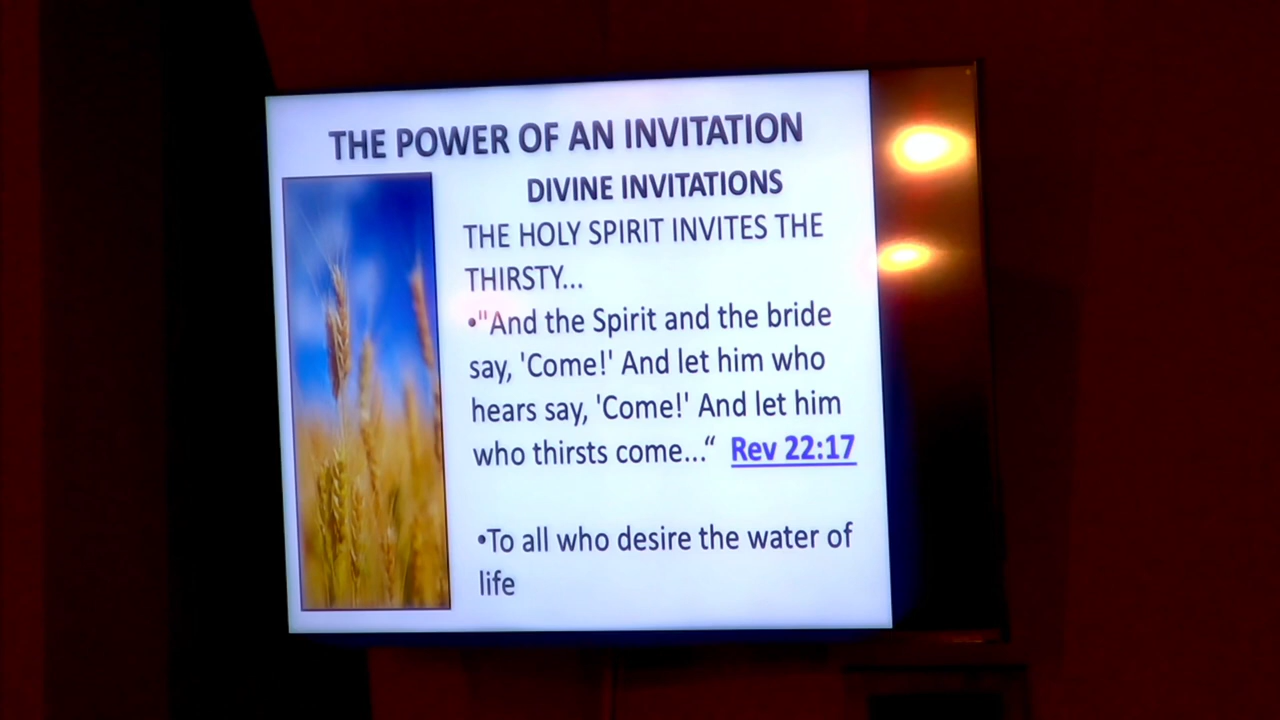 THE POWER OF AN INVITATION
DIVINE INVITATIONS
THE HOLY SPIRIT INVITES THE
THIRSTY...
•"And the Spirit and the bride
say, 'Come!' And let him who
hears say, 'Come!' And let him
who thirsts come...“ Rev 22:17
•To all who desire the water of
life